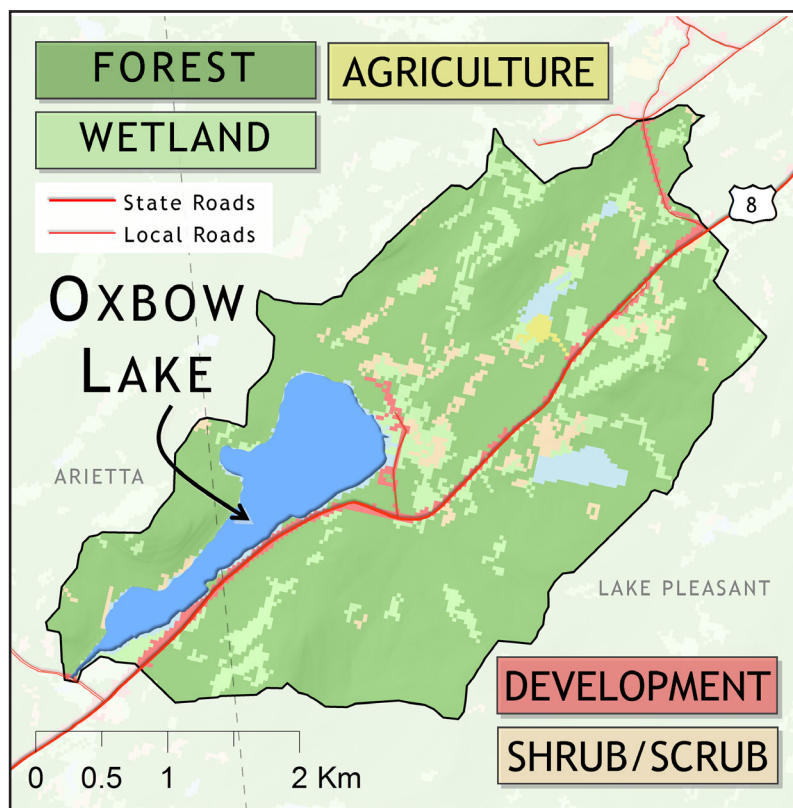 FOREST
AGRICULTURE
WETLAND
State Roads
Local Roads
8
OXBOW
LAKE
ARIETTA
LAKE PLEASANT
DEVELOPMENT
SHRUB/SCRUB
0 0.5 1 2 Km